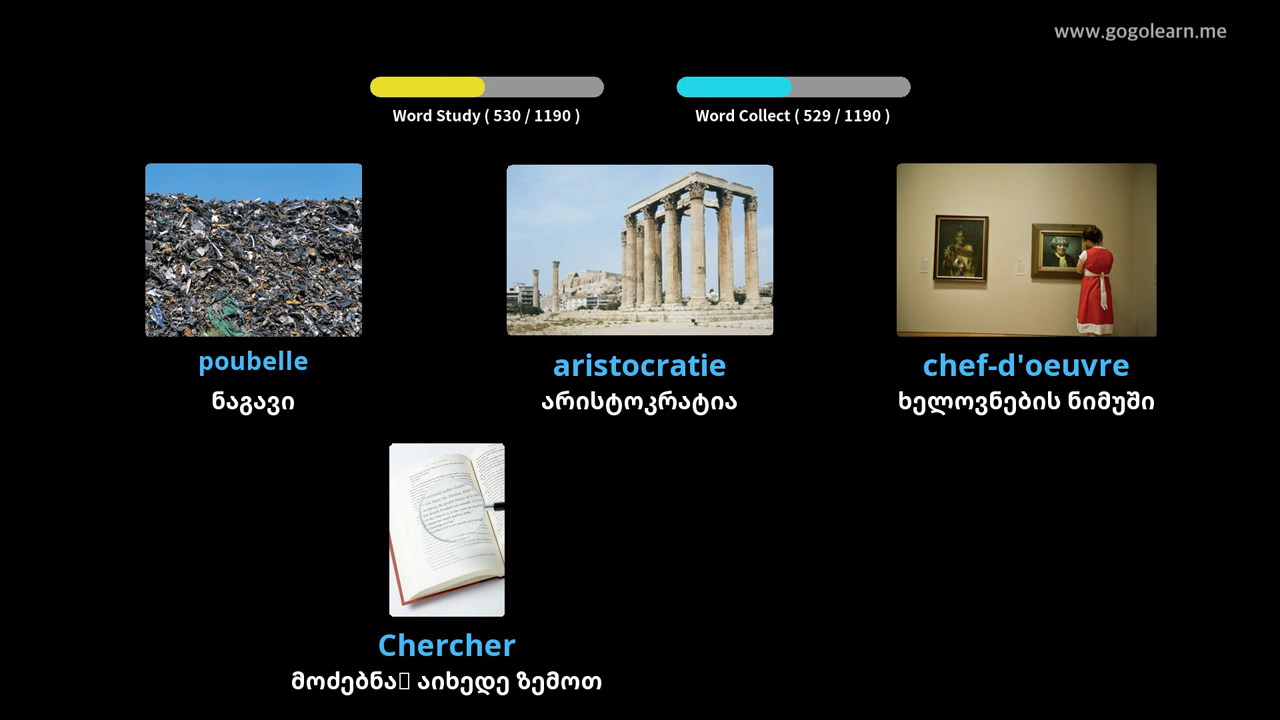 www.gogolearn.me
Word Study ( 530 / 1190 )
Word Collect ( 529 / 1190 )
poubelle
ნაგავი
aristocratie
არისტოკრატია
chef-d'oeuvre
ხელოვნების ნიმუში
Chercher
მოძებნა აიხედე ზემოთ